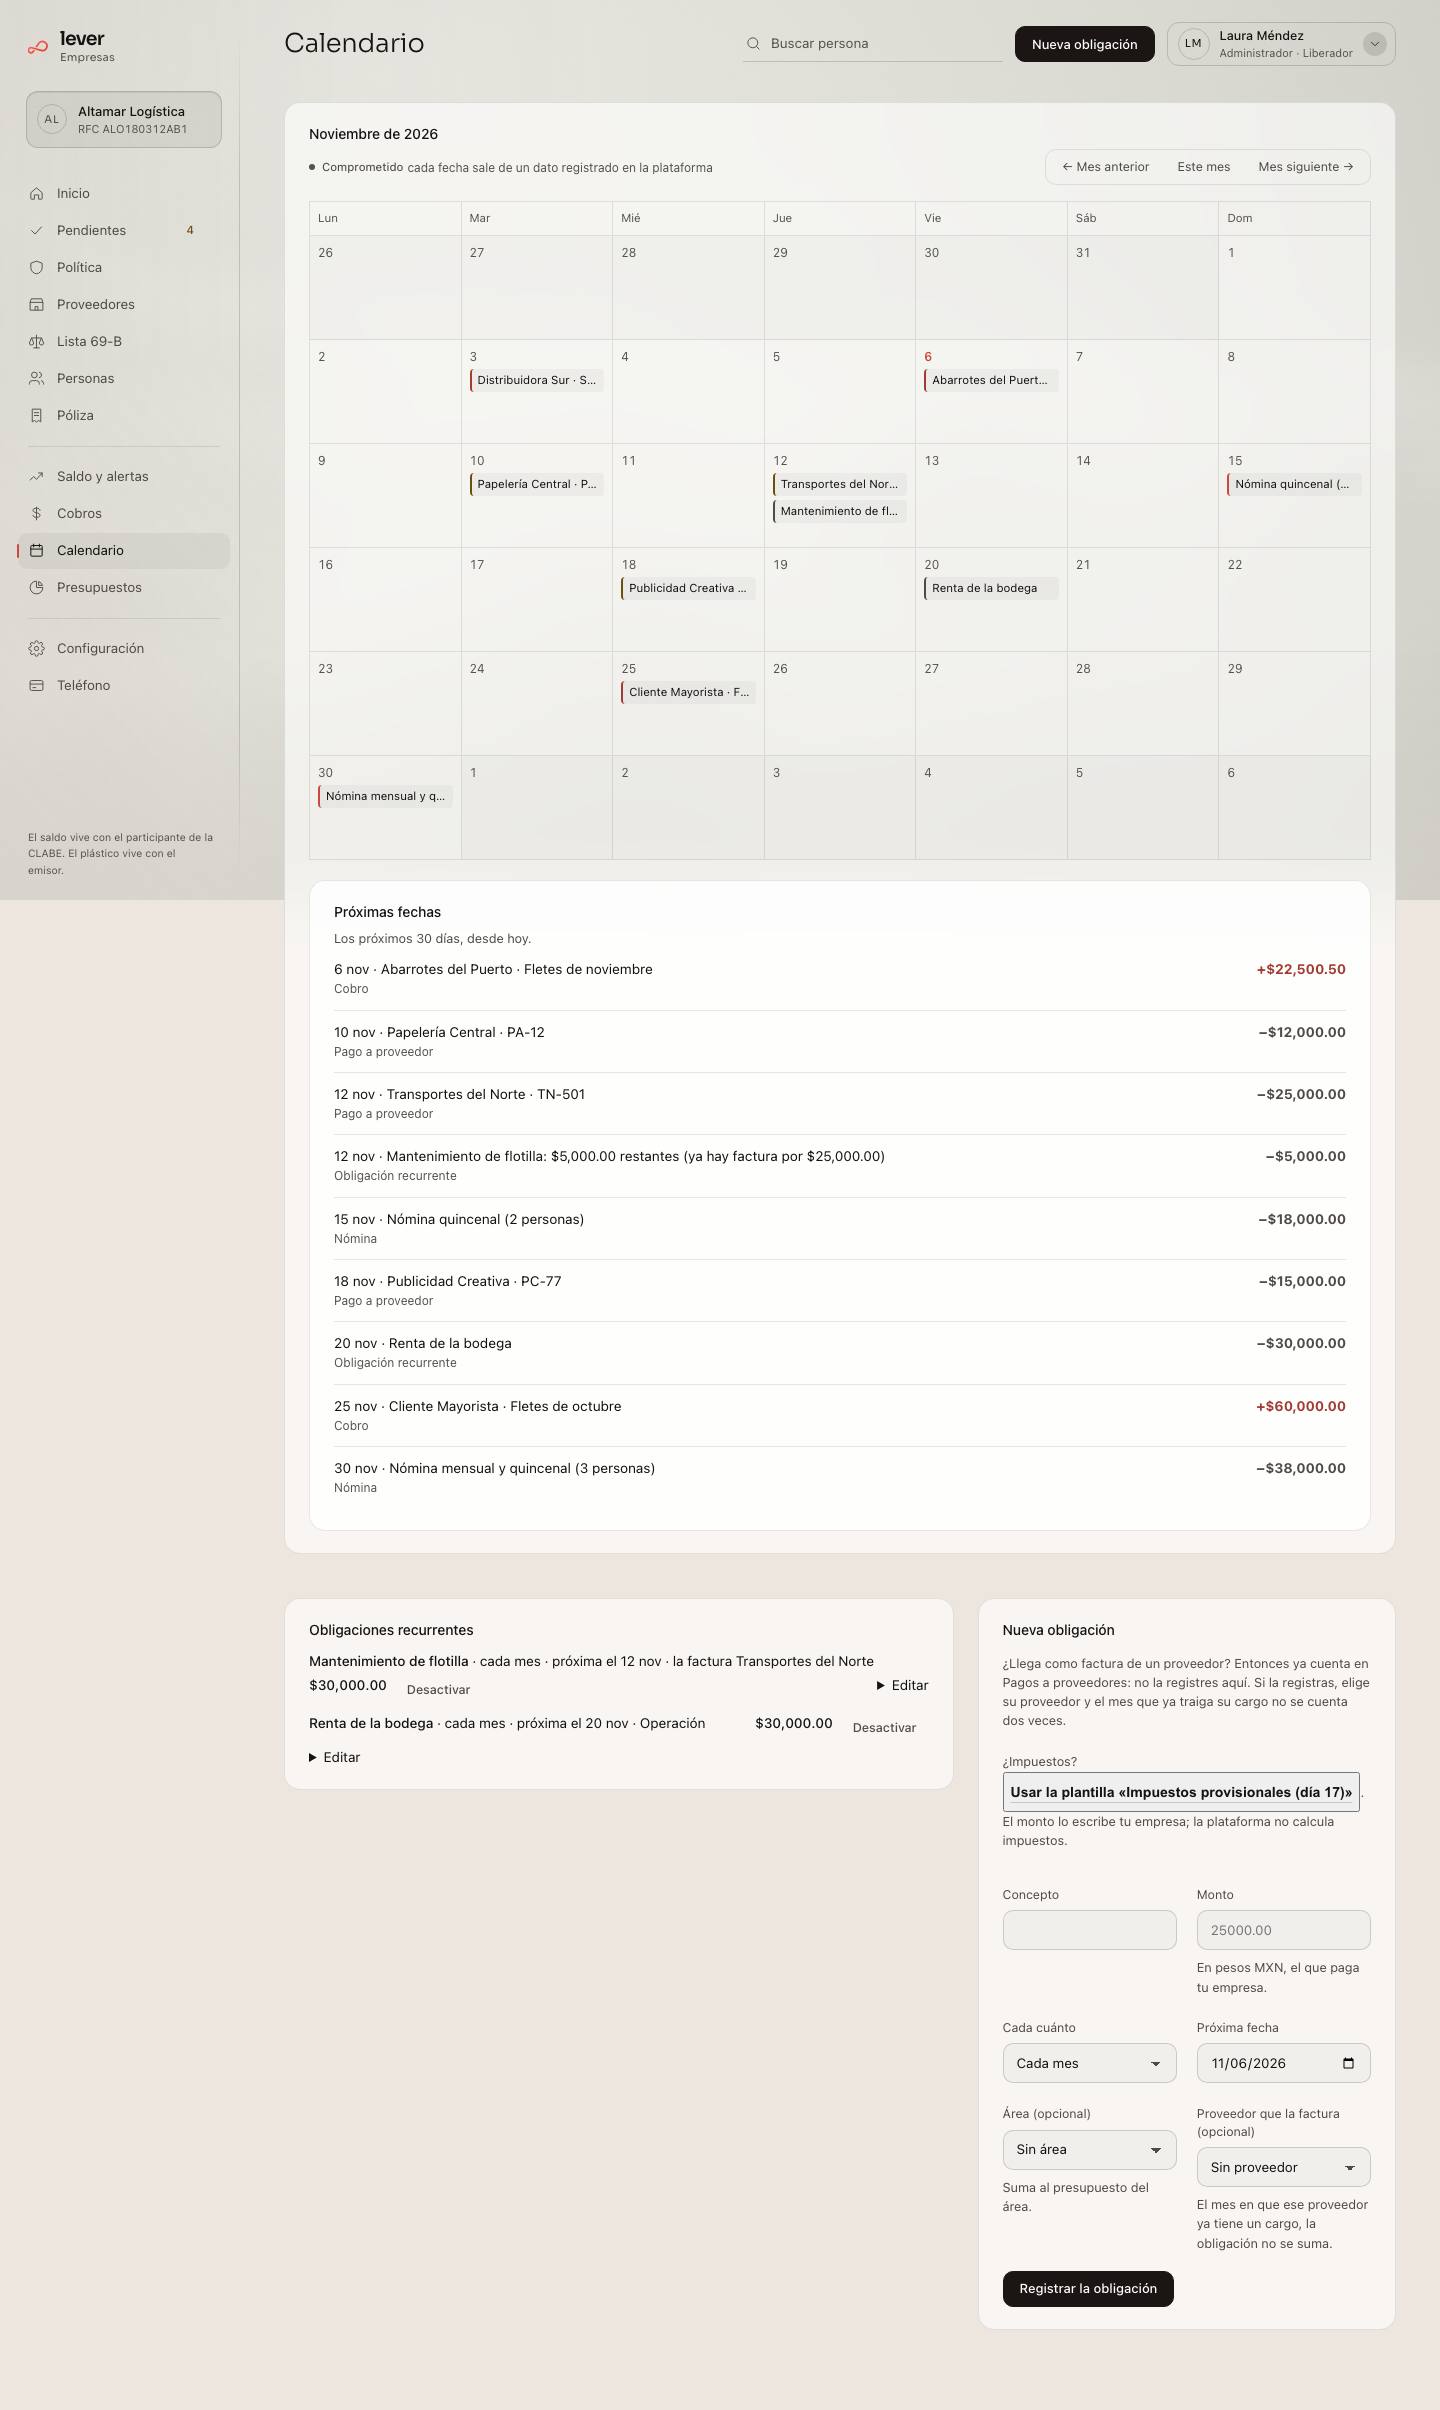 lever
Empresas
AL
Altamar Logística
RFC ALO180312AB1
Inicio
Pendientes 4
Política
Proveedores
Lista 69-B
Personas
Póliza
Saldo y alertas
Cobros
Calendario
Presupuestos
Configuración
Teléfono
El saldo vive con el participante de la
CLABE. El plástico vive con el
emisor.
Calendario
Buscar persona
Nueva obligación
LM
Laura Méndez
Administrador · Liberador
Noviembre de 2026
Comprometido cada fecha sale de un dato registrado en la plataforma
← Mes anterior Este mes Mes siguiente →
Lun Mar Mié Jue Vie Sáb Dom
26 27 28 29 30 31 1
2 3 4 5 6 7 8
Distribuidora Sur · S... Abarrotes del Puert...
9 10 11 12 13 14 15
Papelería Central · P... Transportes del Nor... Nómina quincenal (...
Mantenimiento de fl...
16 17 18 19 20 21 22
Publicidad Creativa ... Renta de la bodega
23 24 25 26 27 28 29
Cliente Mayorista · F...
30 1 2 3 4 5 6
Nómina mensual y q...
Próximas fechas
Los próximos 30 días, desde hoy.
6 nov · Abarrotes del Puerto · Fletes de noviembre +$22,500.50
Cobro
10 nov · Papelería Central · PA-12 −$12,000.00
Pago a proveedor
12 nov · Transportes del Norte · TN-501 −$25,000.00
Pago a proveedor
12 nov · Mantenimiento de flotilla: $5,000.00 restantes (ya hay factura por $25,000.00) −$5,000.00
Obligación recurrente
15 nov · Nómina quincenal (2 personas) −$18,000.00
Nómina
18 nov · Publicidad Creativa · PC-77 −$15,000.00
Pago a proveedor
20 nov · Renta de la bodega −$30,000.00
Obligación recurrente
25 nov · Cliente Mayorista · Fletes de octubre +$60,000.00
Cobro
30 nov · Nómina mensual y quincenal (3 personas) −$38,000.00
Nómina
Obligaciones recurrentes
Mantenimiento de flotilla · cada mes · próxima el 12 nov · la factura Transportes del Norte
$30,000.00 Desactivar ▶ Editar
Renta de la bodega · cada mes · próxima el 20 nov · Operación $30,000.00 Desactivar
▶ Editar
Nueva obligación
¿Llega como factura de un proveedor? Entonces ya cuenta en
Pagos a proveedores: no la registres aquí. Si la registras, elige
su proveedor y el mes que ya traiga su cargo no se cuenta
dos veces.
¿Impuestos?
Usar la plantilla «Impuestos provisionales (día 17)» .
El monto lo escribe tu empresa; la plataforma no calcula
impuestos.
Concepto Monto
25000.00
En pesos MXN, el que paga
tu empresa.
Cada cuánto Próxima fecha
Cada mes 11/06/2026
Área (opcional) Proveedor que la factura
(opcional)
Sin área Sin proveedor
Suma al presupuesto del
área.
El mes en que ese proveedor
ya tiene un cargo, la
obligación no se suma.
Registrar la obligación